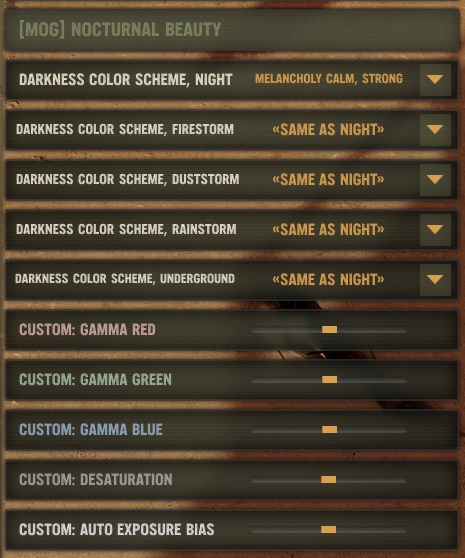 [MOG] NOCTURNAL BEAUTY
DARKNESS COLOR SCHEME, NIGHT MELANCHOLY CALM, STRONG
DARKNESS COLOR SCHEME, FIRESTORM «SAME AS NIGHT»
DARKNESS COLOR SCHEME, DUSTSTORM «SAME AS NIGHT»
DARKNESS COLOR SCHEME, RAINSTORM «SAME AS NIGHT»
DARKNESS COLOR SCHEME, UNDERGROUND «SAME AS NIGHT»
CUSTOM: GAMMA RED
CUSTOM: GAMMA GREEN
CUSTOM: GAMMA BLUE
CUSTOM: DESATURATION
CUSTOM: AUTO EXPOSURE BIAS